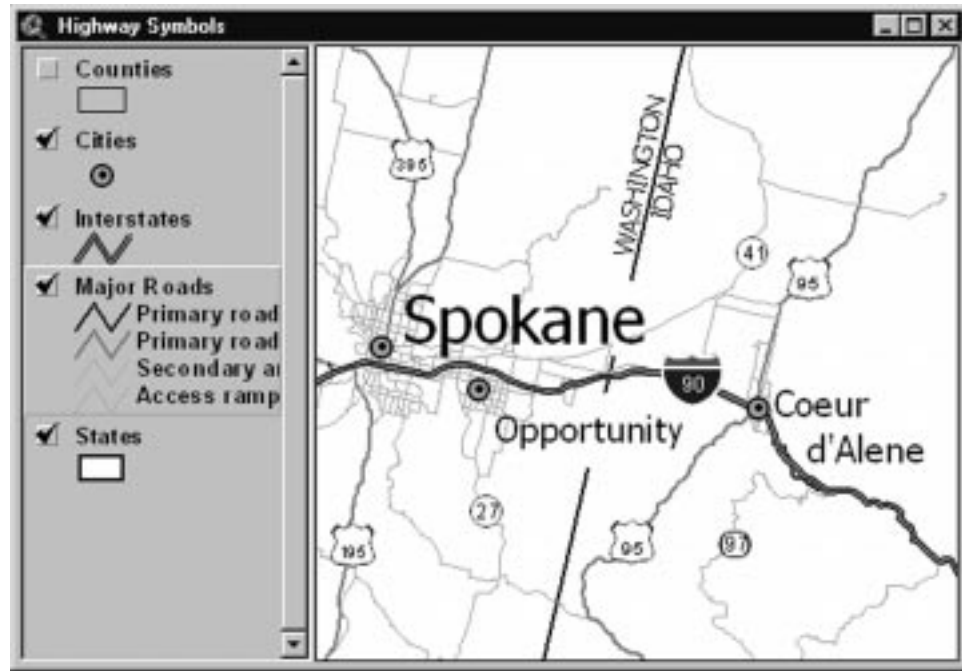 Highway Symbols
Counties
Cities
Interstates
Major Roads
Primary road
Primary road
Secondary ar
Access ramp
States
395
WASHINGTON
IDAHO
41
95
Spokane
90
Coeur
d'Alene
Opportunity
27
195
95
97